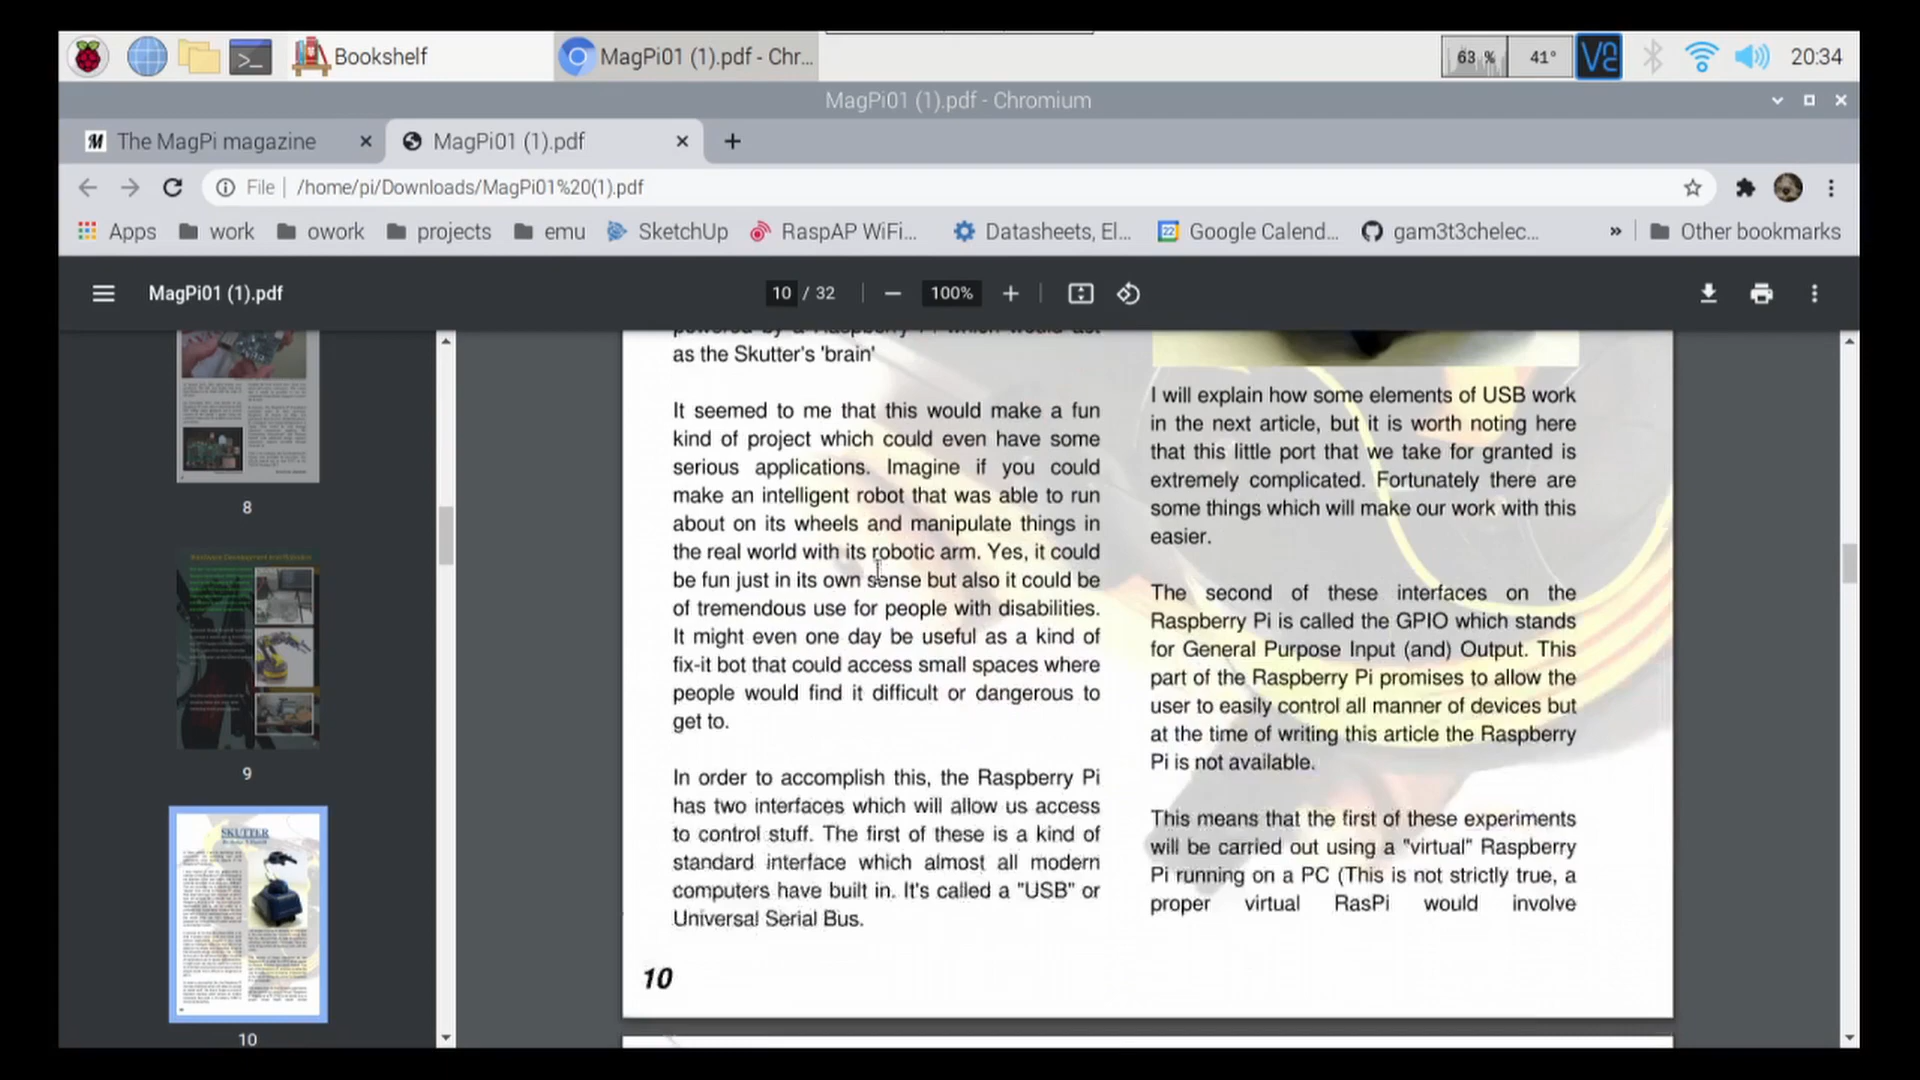 Bookshelf
MagPi01 (1).pdf - Chr...
63 %
41°
20:34
MagPi01 (1).pdf - Chromium
The MagPi magazine
MagPi01 (1).pdf
File
/home/pi/Downloads/MagPi01%20(1).pdf
Apps
work
owork
projects
emu
SketchUp
RaspAP WiFi...
Datasheets, El...
Google Calend...
gam3t3chelec...
Other bookmarks
MagPi01 (1).pdf
10 / 32
100%
8
9
SKUTTER
10
as the Skutter's 'brain'
It seemed to me that this would make a fun
kind of project which could even have some
serious applications. Imagine if you could
make an intelligent robot that was able to run
about on its wheels and manipulate things in
the real world with its robotic arm. Yes, it could
be fun just in its own sense but also it could be
of tremendous use for people with disabilities.
It might even one day be useful as a kind of
fix-it bot that could access small spaces where
people would find it difficult or dangerous to
get to.
In order to accomplish this, the Raspberry Pi
has two interfaces which will allow us access
to control stuff. The first of these is a kind of
standard interface which almost all modern
computers have built in. It's called a "USB" or
Universal Serial Bus.
10
I will explain how some elements of USB work
in the next article, but it is worth noting here
that this little port that we take for granted is
extremely complicated. Fortunately there are
some things which will make our work with this
easier.
The second of these interfaces on the
Raspberry Pi is called the GPIO which stands
for General Purpose Input (and) Output. This
part of the Raspberry Pi promises to allow the
user to easily control all manner of devices but
at the time of writing this article the Raspberry
Pi is not available.
This means that the first of these experiments
will be carried out using a "virtual" Raspberry
Pi running on a PC (This is not strictly true, a
proper virtual RasPi would involve